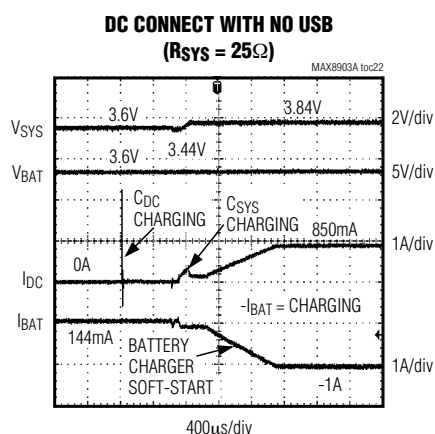 DC CONNECT WITH NO USB
(RSYS = 25Ω)
MAX8903A toc22
3.6V
3.84V
2V/div
VSYS
3.44V
3.6V
VBAT
5V/div
CDC
CHARGING
CSYS
CHARGING
850mA
1A/div
0A
IDC
-IBAT = CHARGING
IBAT
144mA
BATTERY
CHARGER
SOFT-START
-1A
1A/div
400µs/div